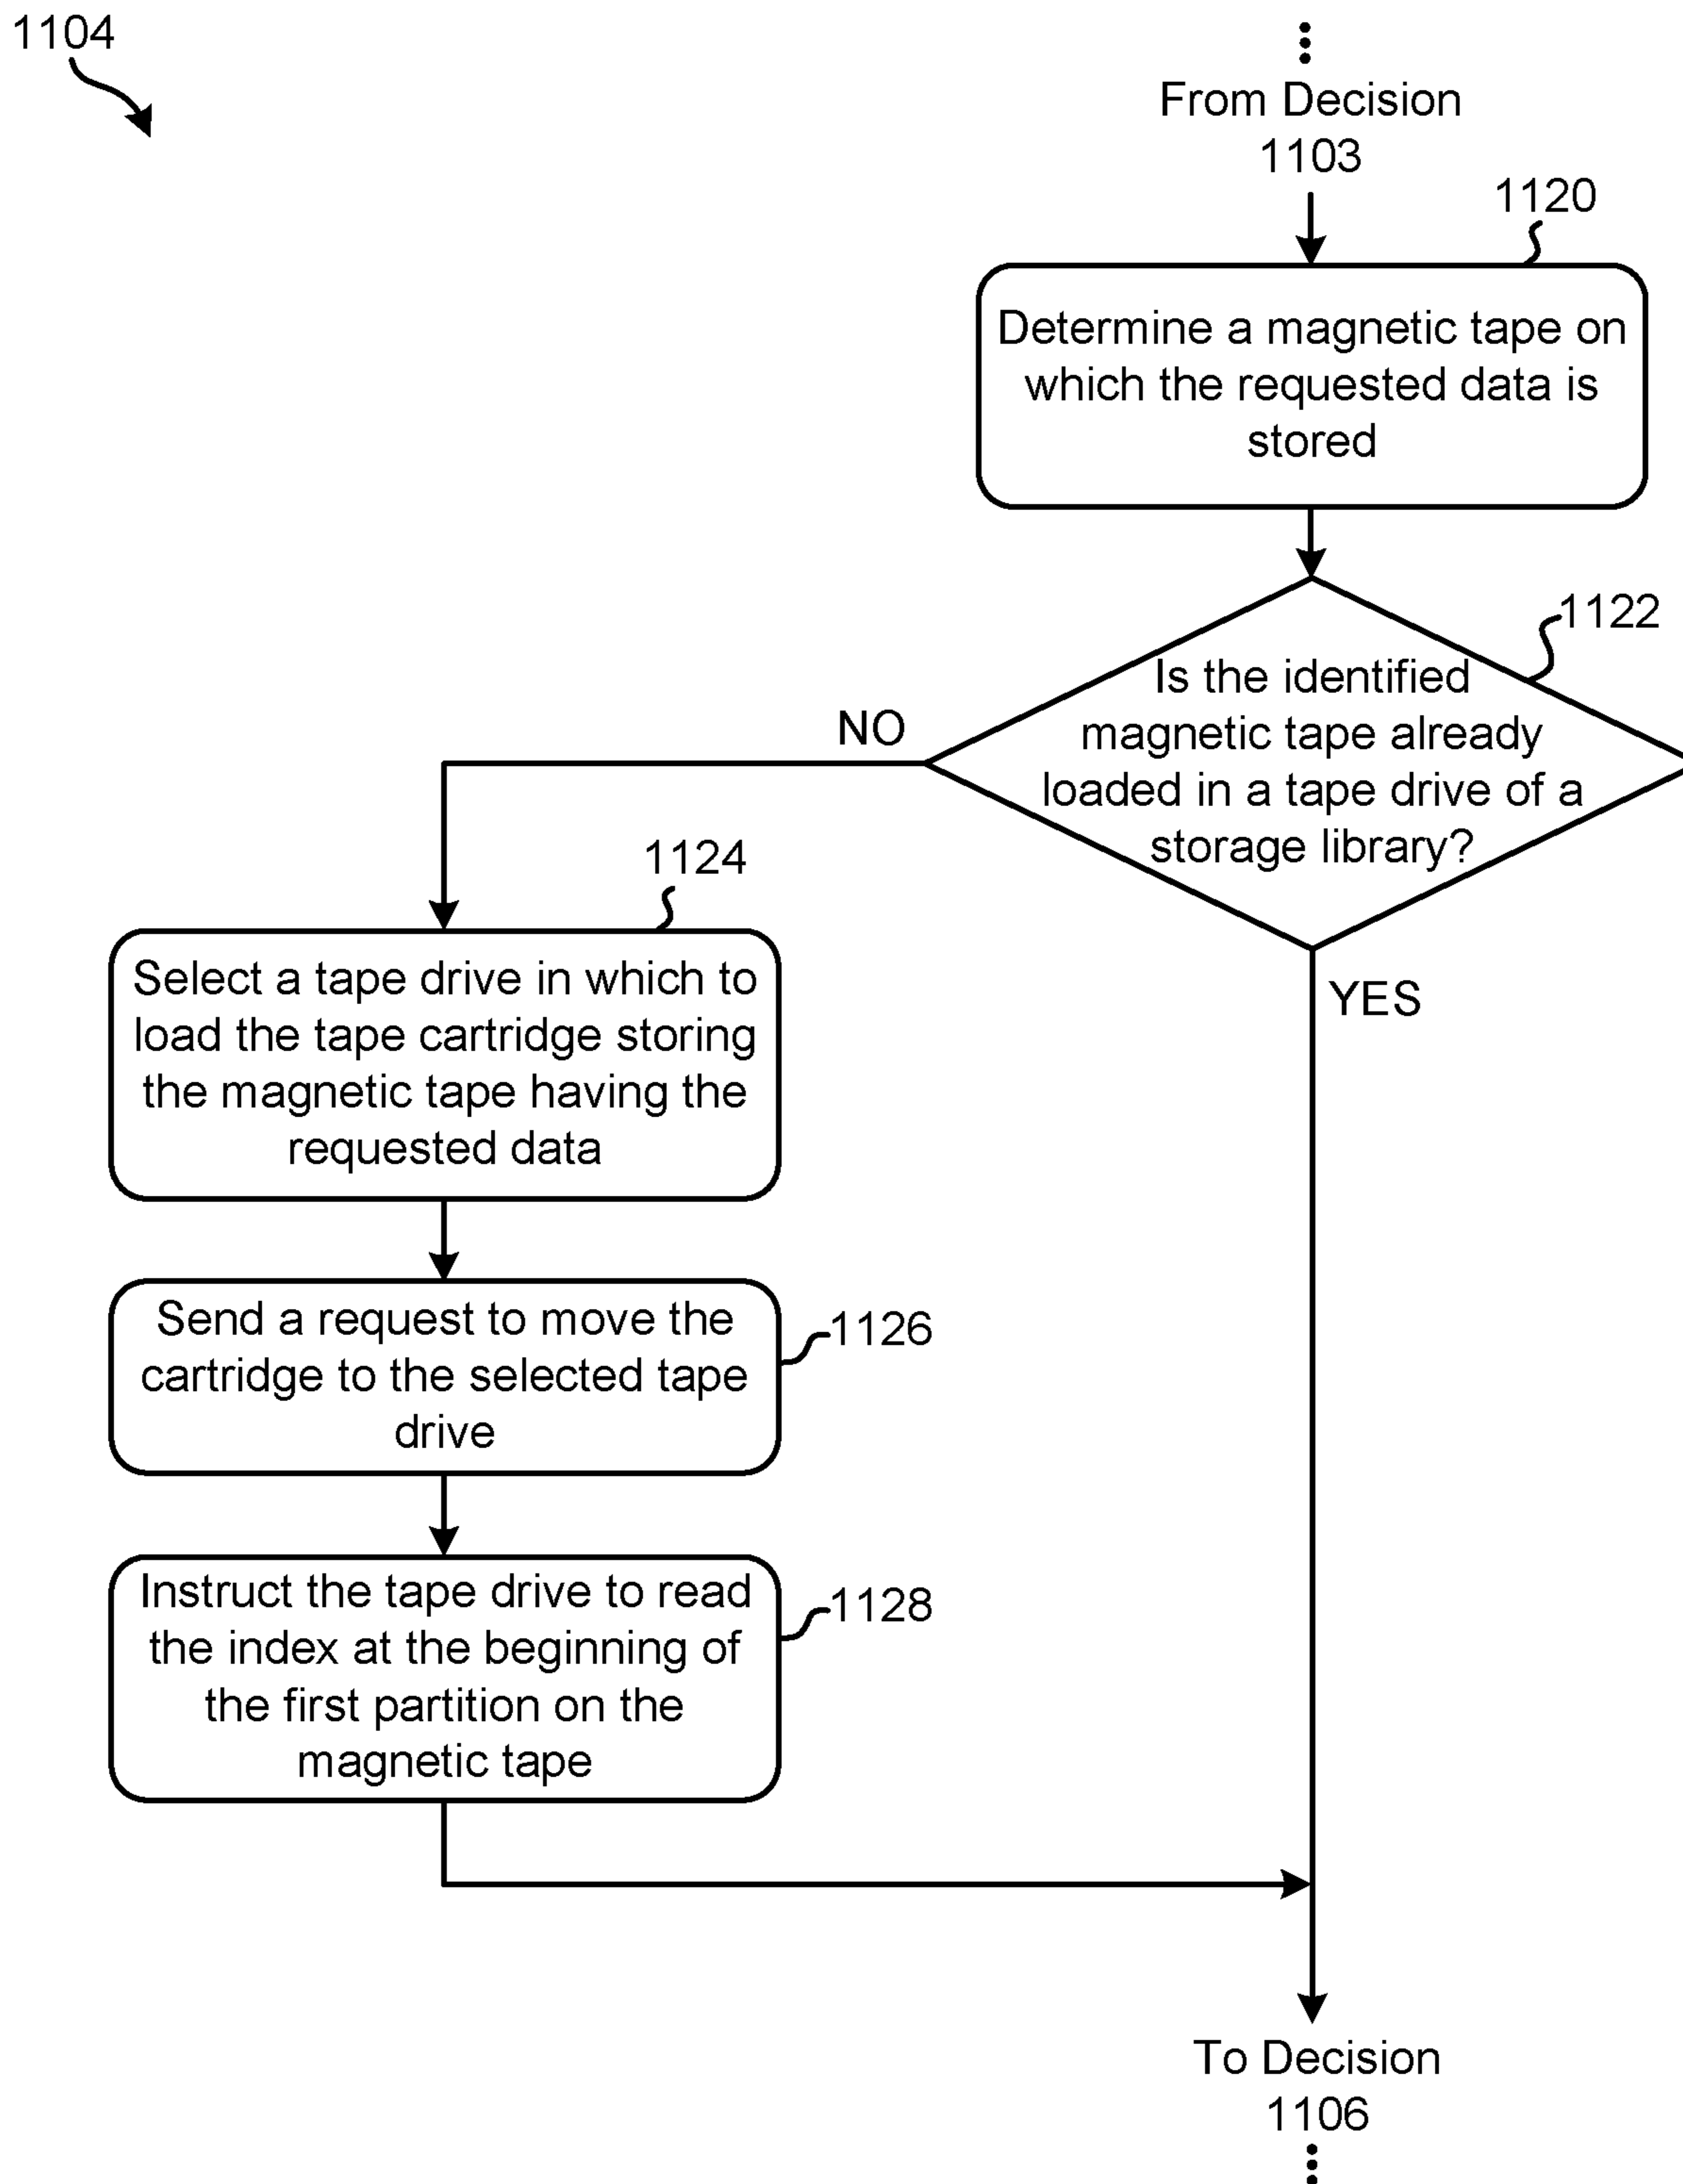 1104
From Decision
1103
1120
Determine a magnetic tape on
which the requested data is
stored
1122
Is the identified
magnetic tape already
loaded in a tape drive of a
storage library?
NO
YES
1124
Select a tape drive in which to
load the tape cartridge storing
the magnetic tape having the
requested data
Send a request to move the
cartridge to the selected tape
drive
1126
Instruct the tape drive to read
the index at the beginning of
the first partition on the
magnetic tape
1128
To Decision
1106